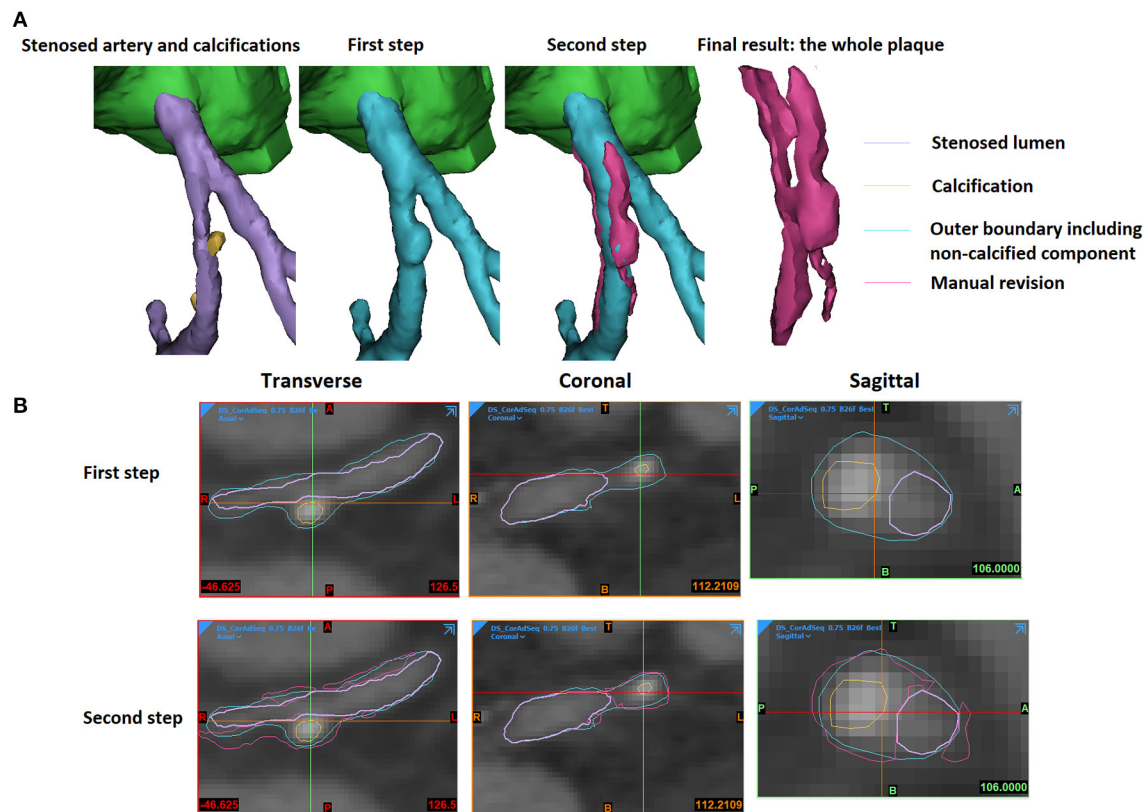 A
Stenosed artery and calcifications
First step
Second step
Final result: the whole plaque
Stenosed lumen
Calcification
Outer boundary including
non-calcified component
Manual revision
B
Transverse
Coronal
Sagittal
First step
DS_CorAdSeq 0.75 B26f Be
Axial
A
R
L
P
-46.625
126.5
DS_CorAdSeq 0.75 B26f Besf
Coronal
T
R
L
B
112.2109
DS_CorAdSeq 0.75 B26f Best
Sagittal
T
P
A
B
106.0000
Second step
DS_CorAdSeq 0.75 B26f Be
Axial
A
R
L
P
-46.625
126.5
DS_CorAdSeq 0.75 B26f Besf
Coronal
T
R
L
B
112.2109
DS_CorAdSeq 0.75 B26f Best
Sagittal
T
P
A
B
106.0000